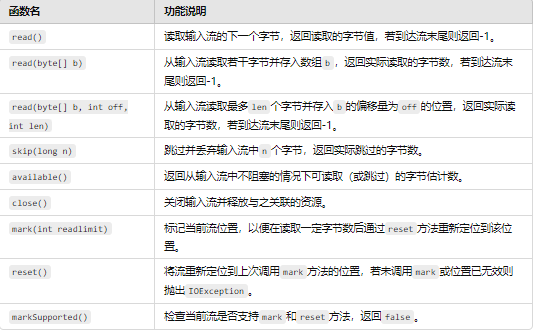 函数名 功能说明
read() 读取输入流的下一个字节，返回读取的字节值，若到达流末尾则返回-1。
read(byte[] b) 从输入流读取若干字节并存入数组 b，返回实际读取的字节数，若到达流末
尾则返回-1。
read(byte[] b, int off, 从输入流读取最多 len 个字节并存入 b 的偏移量为 off 的位置，返回实际读
int len) 取的字节数，若到达流末尾则返回-1。
skip(long n) 跳过并丢弃输入流中 n 个字节，返回实际跳过的字节数。
available() 返回从输入流中不阻塞的情况下可读取（或跳过）的字节估计数。
close() 关闭输入流并释放与之关联的资源。
mark(int readlimit) 标记当前流位置，以便在读取一定字节数后通过 reset 方法重新定位到该位
置。
reset() 将流重新定位到上次调用 mark 方法的位置，若未调用 mark 或位置已无效则
抛出 IOException 。
markSupported() 检查当前流是否支持 mark 和 reset 方法，返回 false 。